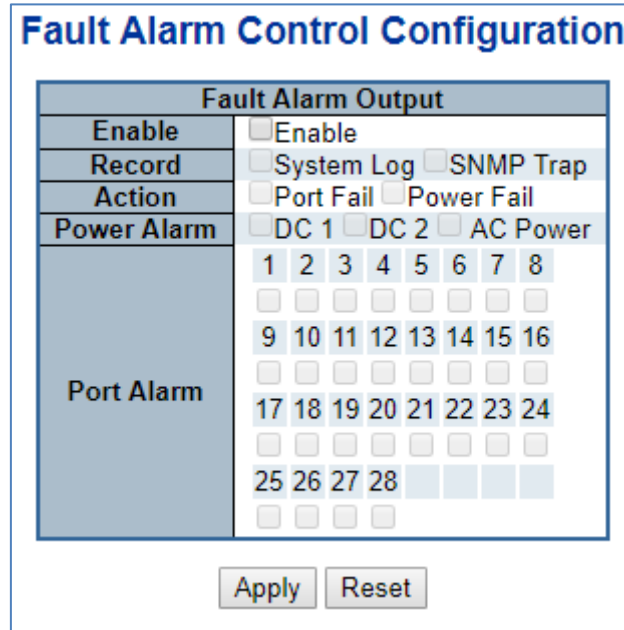 Fault Alarm Control Configuration
Fault Alarm Output
Enable Enable
Record System Log SNMP Trap
Action Port Fail Power Fail
Power Alarm DC 1 DC 2 AC Power
1 2 3 4 5 6 7 8
9 10 11 12 13 14 15 16
Port Alarm
17 18 19 20 21 22 23 24
25 26 27 28
Apply Reset